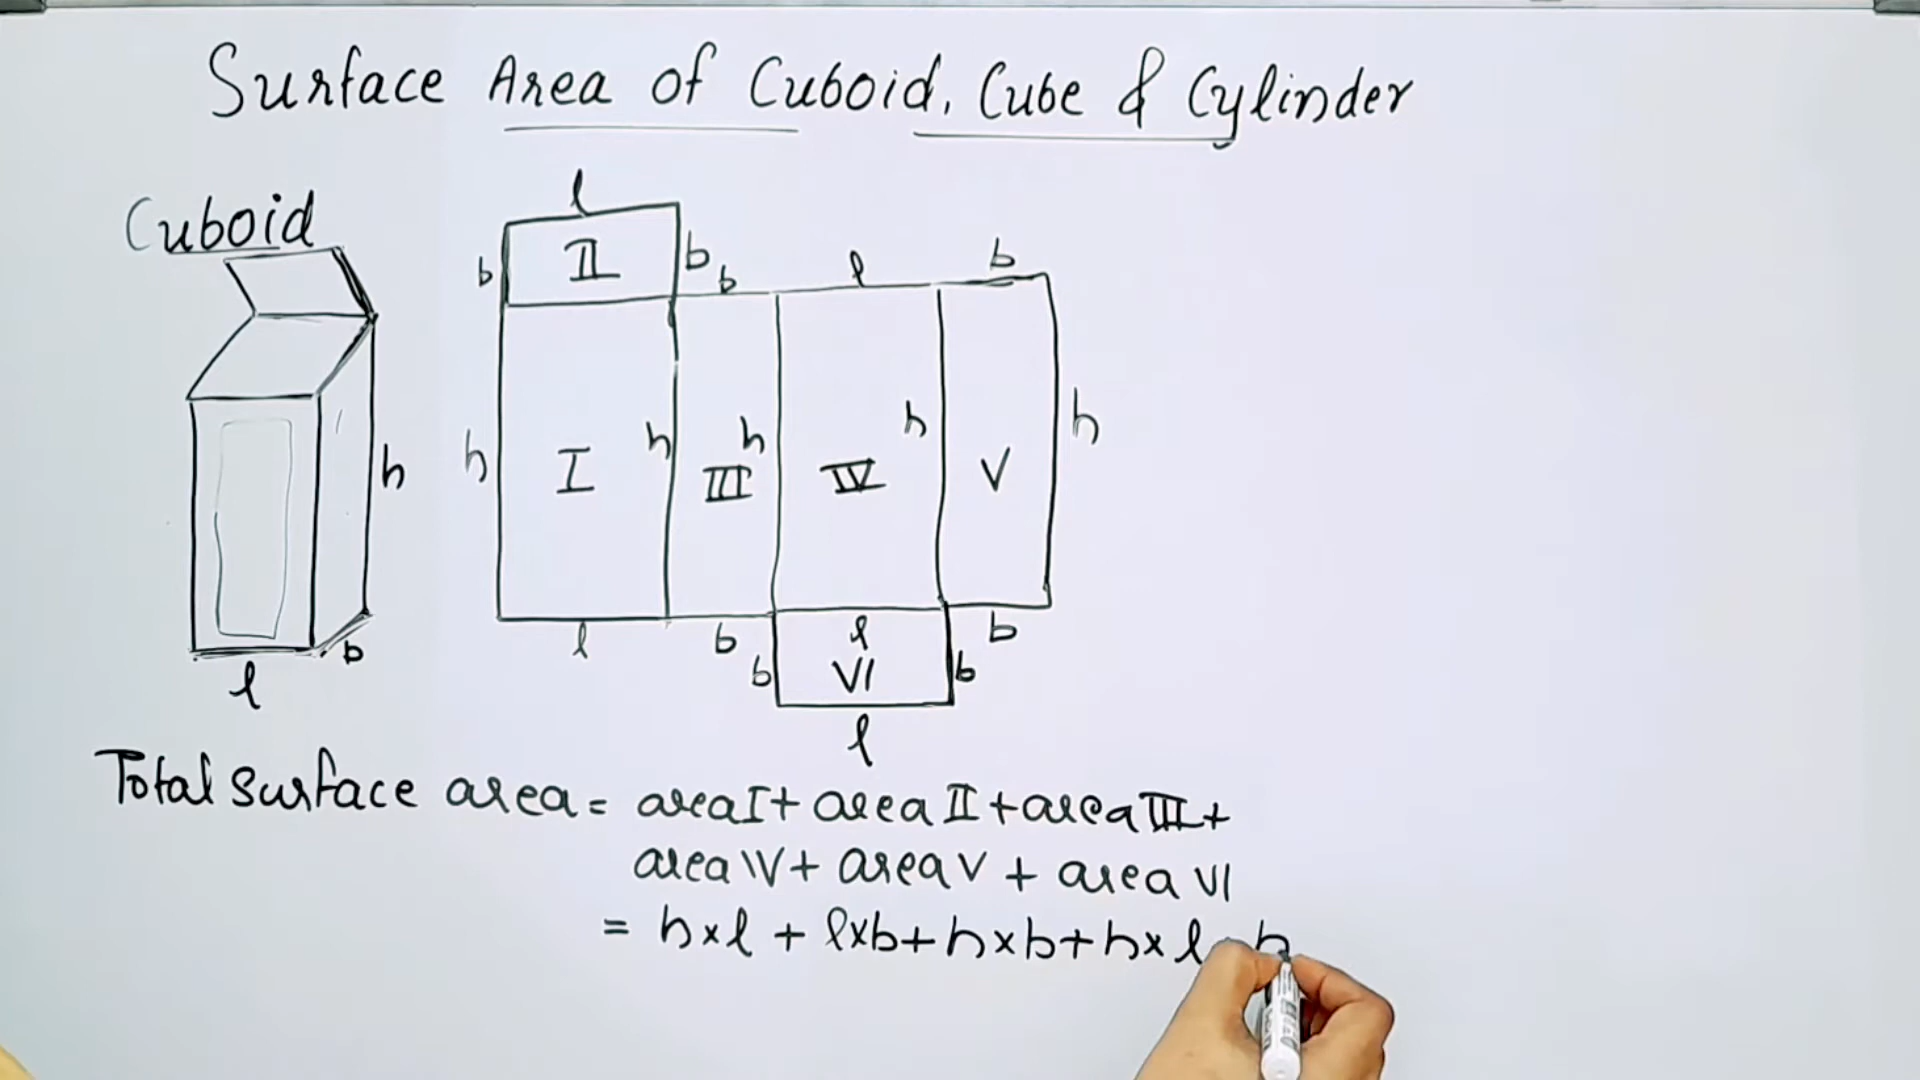 Surface Area of Cuboid, Cube & Cylinder
Cuboid
h
l
b
l
b
II
b
b
l
b
h
I
h
III
h
IV
h
V
h
l
b
l
b
b
VI
b
l
Total surface area = area I + area II + area III +
area IV + area V + area VI
= h × l + l × b + h × b + h × l + h